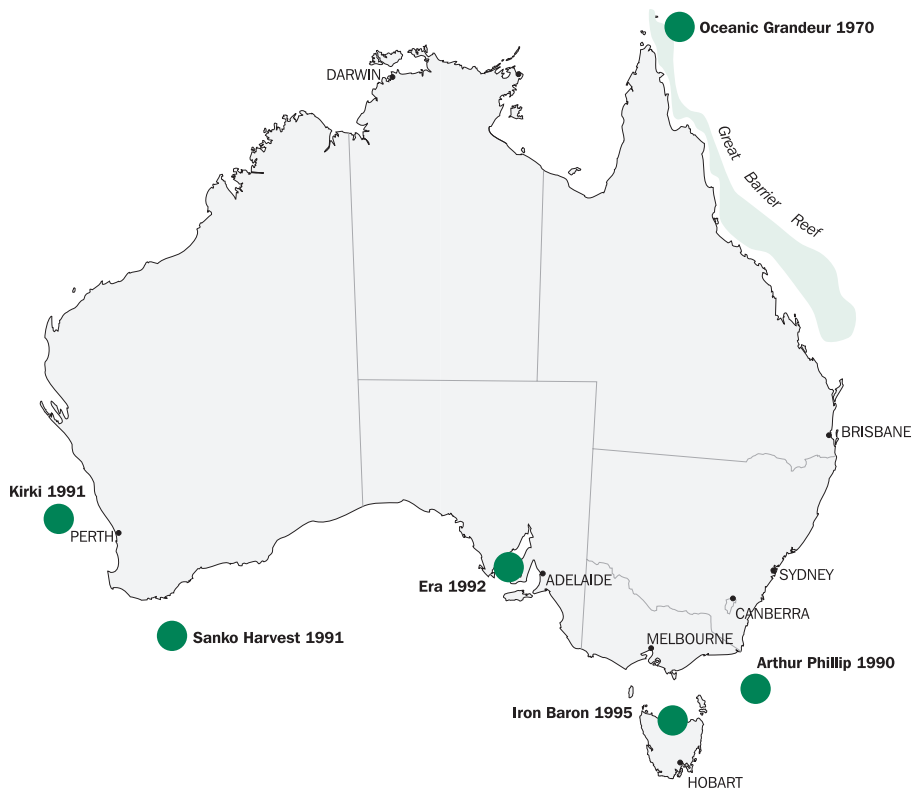 Oceanic Grandeur 1970
DARWIN
Great Barrier Reef
BRISBANE
Kirki 1991
PERTH
Era 1992
ADELAIDE
SYDNEY
CANBERRA
Sanko Harvest 1991
MELBOURNE
Arthur Phillip 1990
Iron Baron 1995
HOBART